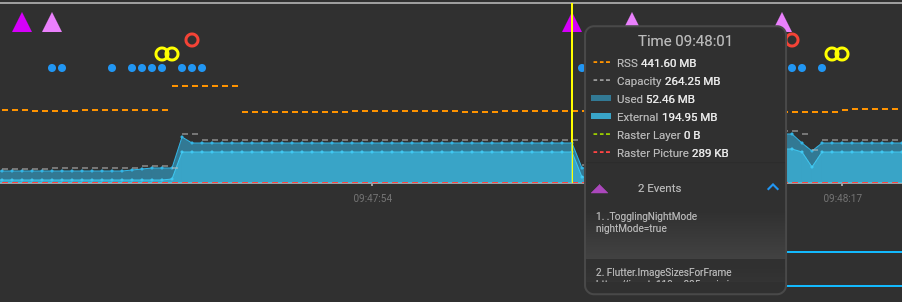 Time 09:48:01
RSS 441.60 MB
Capacity 264.25 MB
Used 52.46 MB
External 194.95 MB
Raster Layer 0 B
Raster Picture 289 KB
09:47:54
09:48:17
2 Events
1. .TogglingNightMode
nightMode=true
2. Flutter.ImageSizesForFrame